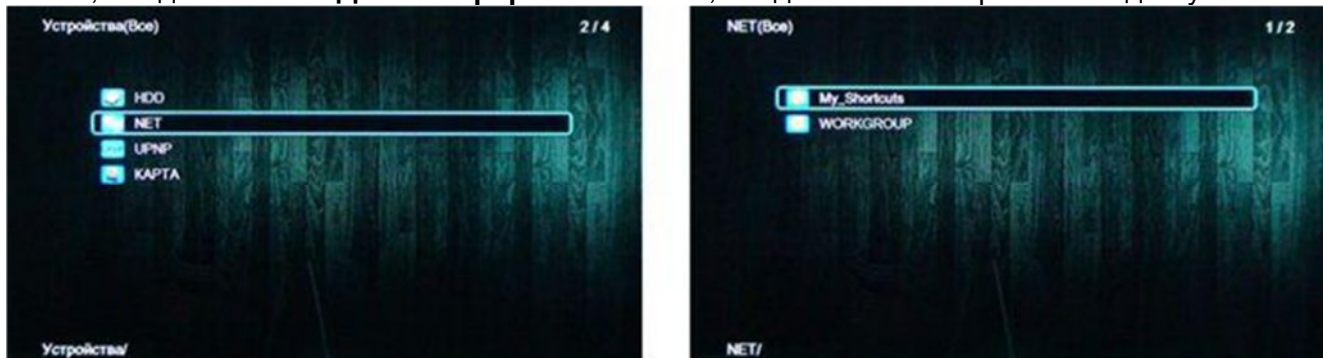 Устройства(Все) 2/4
HDD
NET
UPNP
КАРТА
Устройства/
NET(Все) 1/2
My_Shortcuts
WORKGROUP
NET/